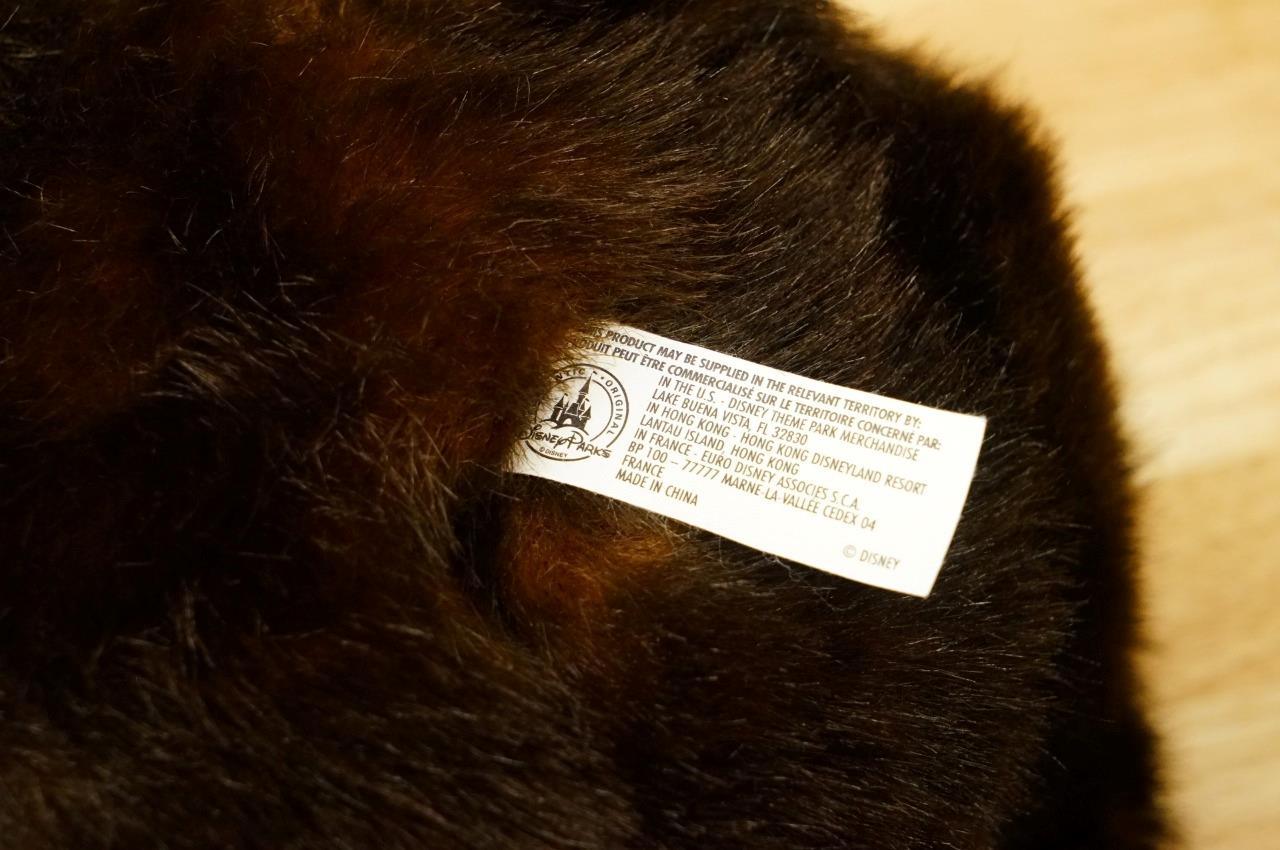 PRODUCT MAY BE SUPPLIED IN THE RELEVANT TERRITORY BY:
PRODUIT PEUT ÊTRE COMMERCIALISÉ SUR LE TERRITOIRE CONCERNÉ PAR:
IN THE U.S. - DISNEY THEME PARK MERCHANDISE
LAKE BUENA VISTA, FL 32830
IN HONG KONG - HONG KONG DISNEYLAND RESORT
LANTAU ISLAND, HONG KONG
IN FRANCE - EURO DISNEY ASSOCIES S.C.A.
BP 100 – 77777 MARNE-LA-VALLEE CEDEX 04
FRANCE
MADE IN CHINA
© DISNEY
ORIGINAL
Disney Parks
© DISNEY